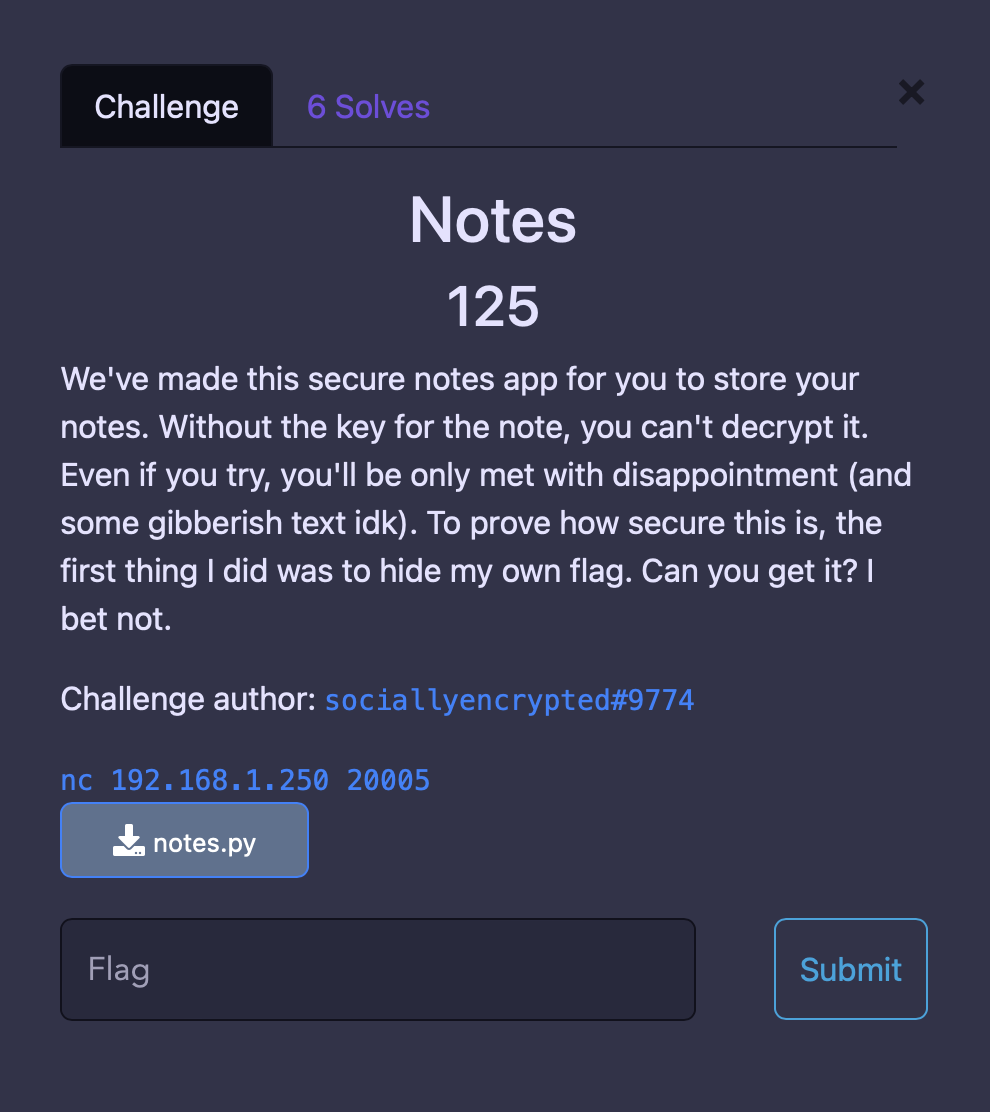 Challenge
6 Solves
Notes
125
We've made this secure notes app for you to store your
notes. Without the key for the note, you can't decrypt it.
Even if you try, you'll be only met with disappointment (and
some gibberish text idk). To prove how secure this is, the
first thing I did was to hide my own flag. Can you get it? I
bet not.
Challenge author: sociallyencrypted#9774
nc 192.168.1.250 20005
notes.py
Flag
Submit